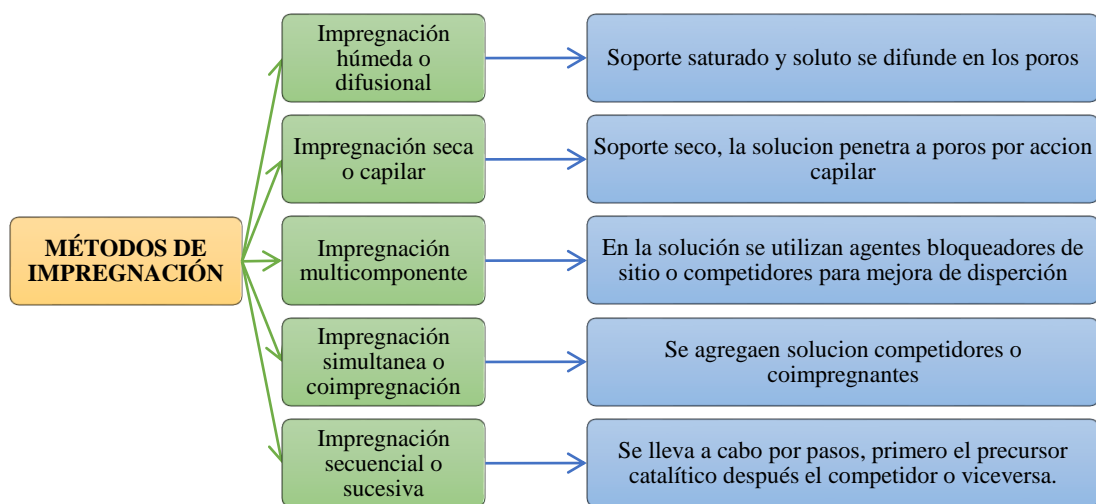 MÉTODOS DE
IMPREGNACIÓN
Impregnación
húmeda o
difusional
Soporte saturado y soluto se difunde en los poros
Impregnación seca
o capilar
Soporte seco, la solucion penetra a poros por accion
capilar
Impregnación
multicomponente
En la solución se utilizan agentes bloqueadores de
sitio o competidores para mejora de disperción
Impregnación
simultanea o
coimpregnación
Se agregaen solucion competidores o
coimpregnantes
Impregnación
secuencial o
sucesiva
Se lleva a cabo por pasos, primero el precursor
catalítico después el competidor o viceversa.